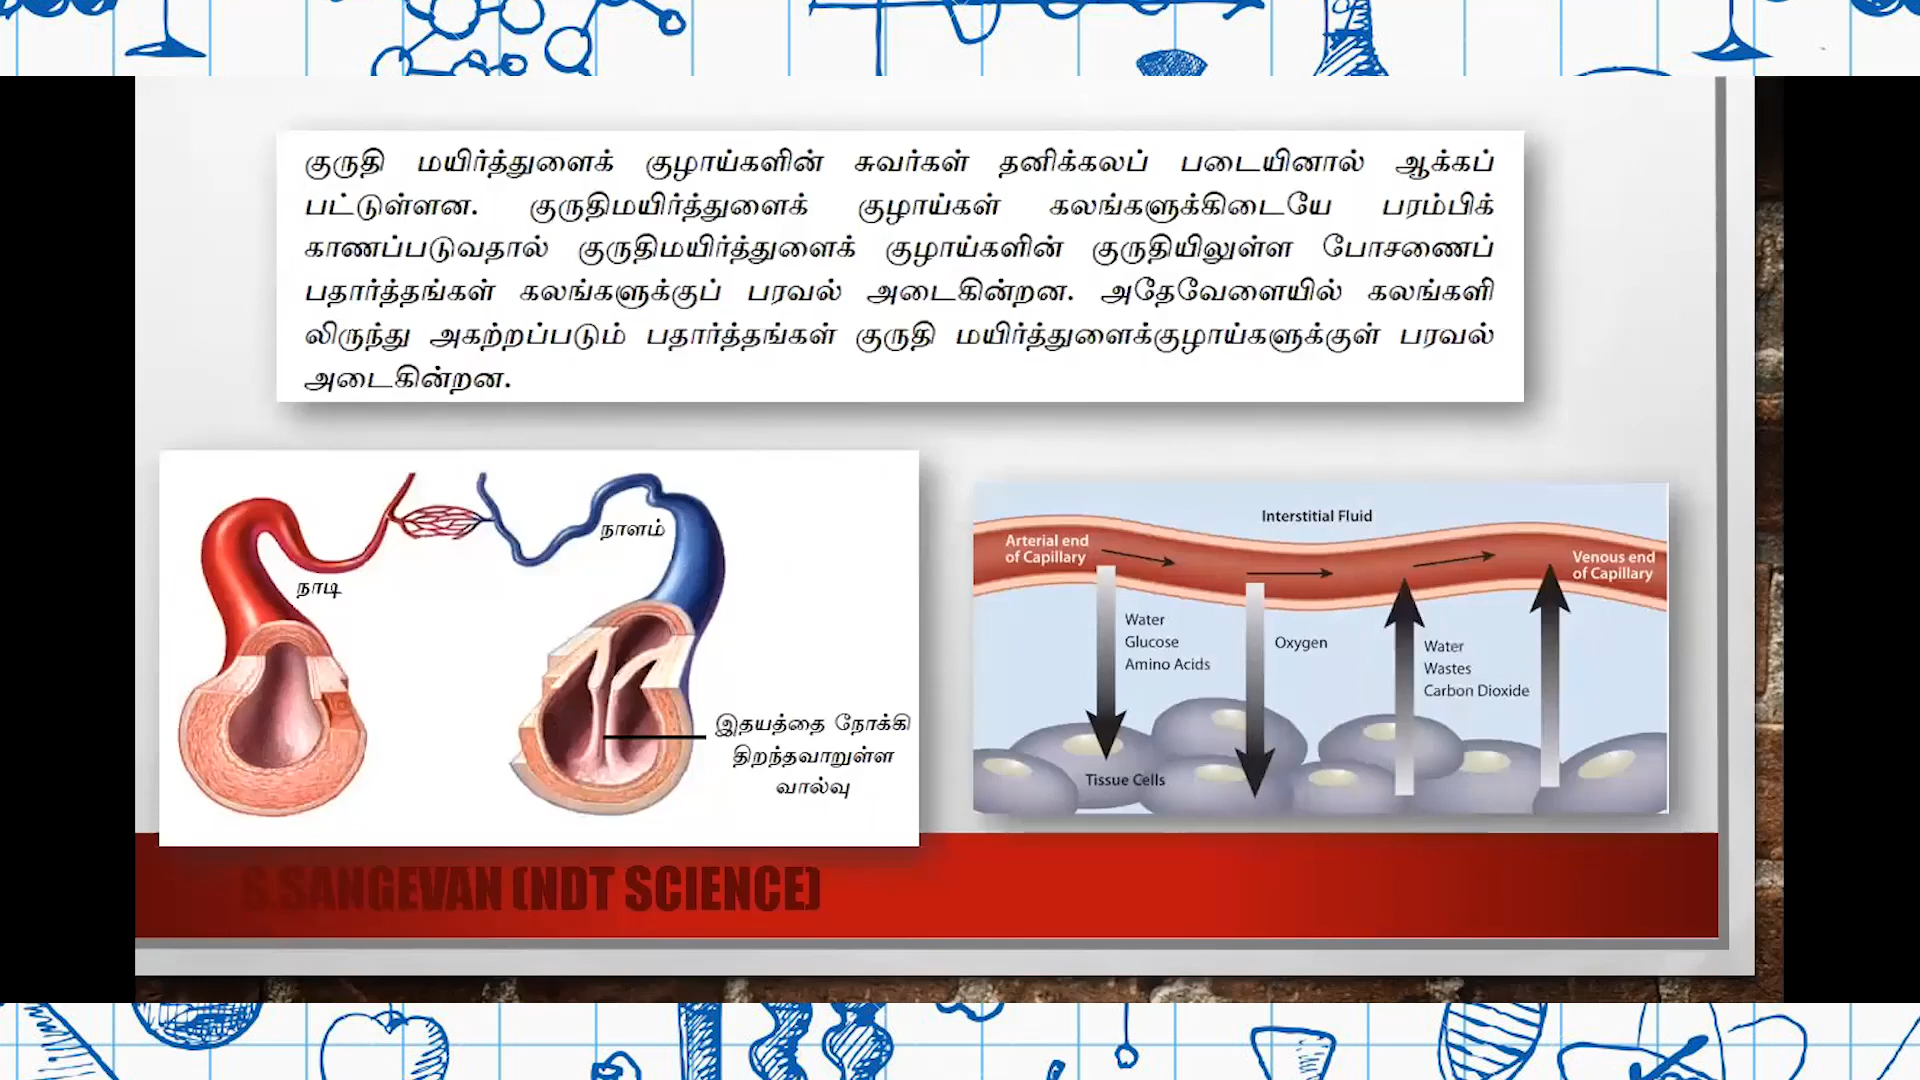 குருதி மயிர்த்துளைக் குழாய்களின் சுவர்கள் தனிக்கலப் படையினால் ஆக்கப்
பட்டுள்ளன. குருதிமயிர்த்துளைக் குழாய்கள் கலங்களுக்கிடையே பரம்பிக்
காணப்படுவதால் குருதிமயிர்த்துளைக் குழாய்களின் குருதியிலுள்ள போசணைப்
பதார்த்தங்கள் கலங்களுக்குப் பரவல் அடைகின்றன. அதேவேளையில் கலங்களி
லிருந்து அகற்றப்படும் பதார்த்தங்கள் குருதி மயிர்த்துளைக்குழாய்களுக்குள் பரவல்
அடைகின்றன.
நாளம்
நாடி
இதயத்தை நோக்கி
திறந்தவாறுள்ள
வால்வு
Interstitial Fluid
Arterial end
of Capillary
Venous end
of Capillary
Water
Glucose
Amino Acids
Oxygen
Water
Wastes
Carbon Dioxide
Tissue Cells
S.SANGEVAN (NDT SCIENCE)